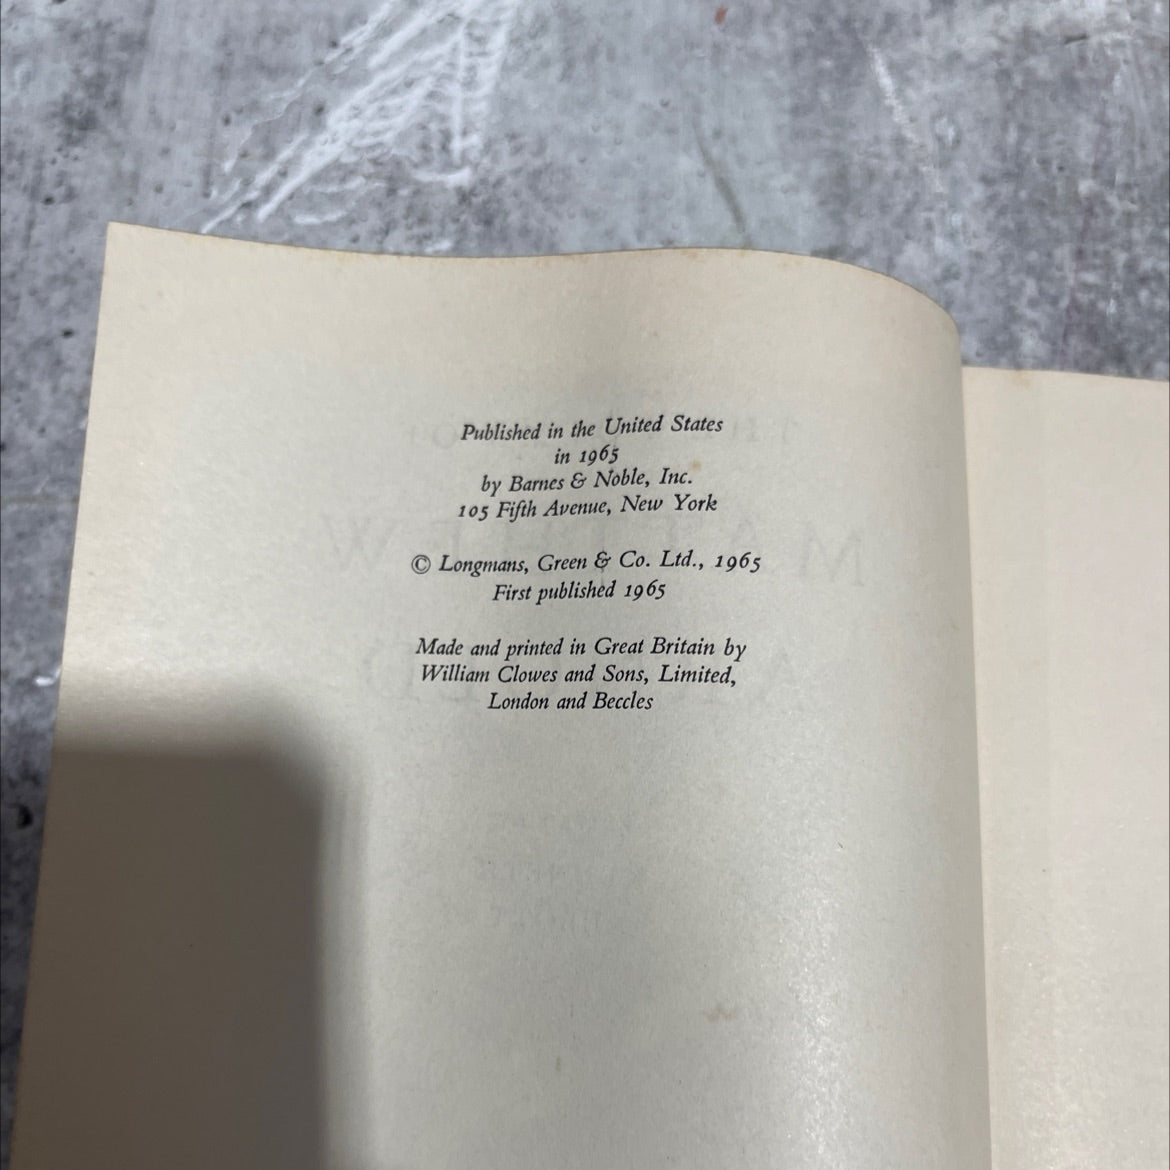 Published in the United States
in 1965
by Barnes & Noble, Inc.
105 Fifth Avenue, New York
© Longmans, Green & Co. Ltd., 1965
First published 1965
Made and printed in Great Britain by
William Clowes and Sons, Limited,
London and Beccles